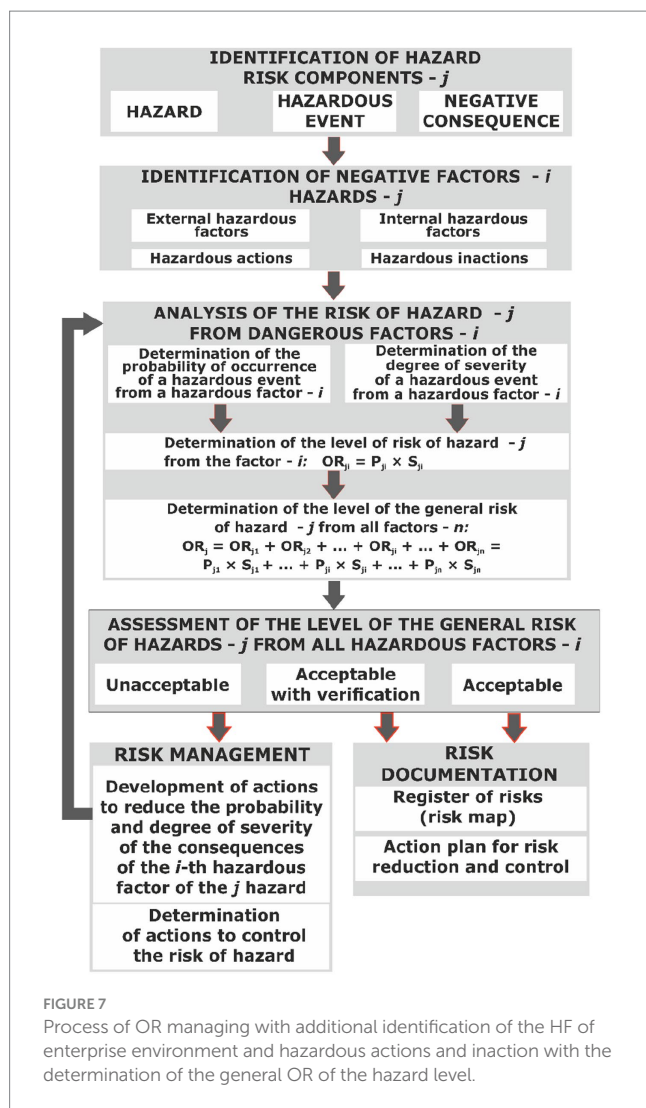 IDENTIFICATION OF HAZARD
RISK COMPONENTS - j
HAZARD
HAZARDOUS
EVENT
NEGATIVE
CONSEQUENCE
IDENTIFICATION OF NEGATIVE FACTORS - i
HAZARDS - j
External hazardous
factors
Internal hazardous
factors
Hazardous actions
Hazardous inactions
ANALYSIS OF THE RISK OF HAZARD - j
FROM DANGEROUS FACTORS - i
Determination of the
probability of occurrence
of a hazardous event
from a hazardous factor - i
Determination of the
degree of severity
of a hazardous event
from a hazardous factor - i
Determination of the level of risk of hazard - j
from the factor - i: ORji = Pji × Sji
Determination of the level of the general risk
of hazard - j from all factors - n:
ORj = ORj1 + ORj2 + ... + ORji + ... + ORjn =
Pj1 × Sj1 + ... + Pji × Sji + ... + Pjn × Sjn
ASSESSMENT OF THE LEVEL OF THE GENERAL RISK
OF HAZARDS - j FROM ALL HAZARDOUS FACTORS - i
Unacceptable
Acceptable
with verification
Acceptable
RISK MANAGEMENT
Development of actions
to reduce the probability
and degree of severity
of the consequences
of the i-th hazardous
factor of the j hazard
Determination
of actions to control
the risk of hazard
RISK
DOCUMENTATION
Register of risks
(risk map)
Action plan for risk
reduction and control
FIGURE 7
Process of OR managing with additional identification of the HF of
enterprise environment and hazardous actions and inaction with the
determination of the general OR of the hazard level.